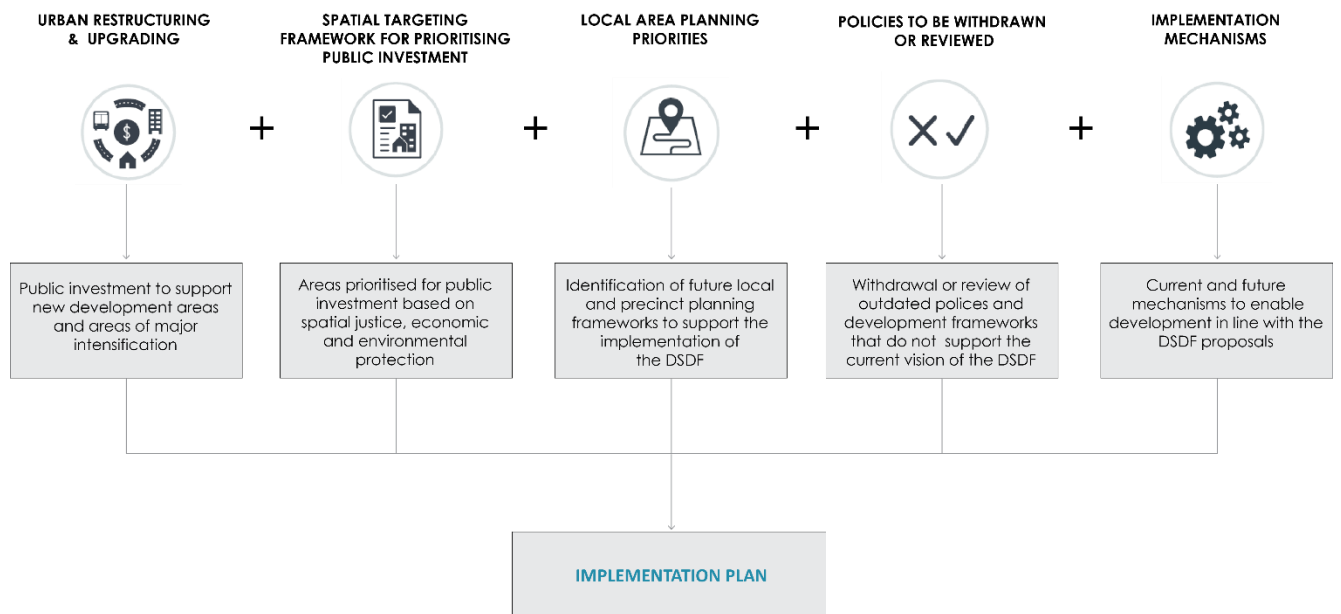 URBAN RESTRUCTURING
& UPGRADING
SPATIAL TARGETING
FRAMEWORK FOR PRIORITISING
PUBLIC INVESTMENT
LOCAL AREA PLANNING
PRIORITIES
POLICIES TO BE WITHDRAWN
OR REVIEWED
IMPLEMENTATION
MECHANISMS
$
+
+
+
+
Public investment to support
new development areas
and areas of major
intensification
Areas prioritised for public
investment based on
spatial justice, economic
and environmental
protection
Identification of future local
and precinct planning
frameworks to support the
implementation of
the DSDF
Withdrawal or review of
outdated polices and
development frameworks
that do not support the
current vision of the DSDF
Current and future
mechanisms to enable
development in line with the
DSDF proposals
IMPLEMENTATION PLAN